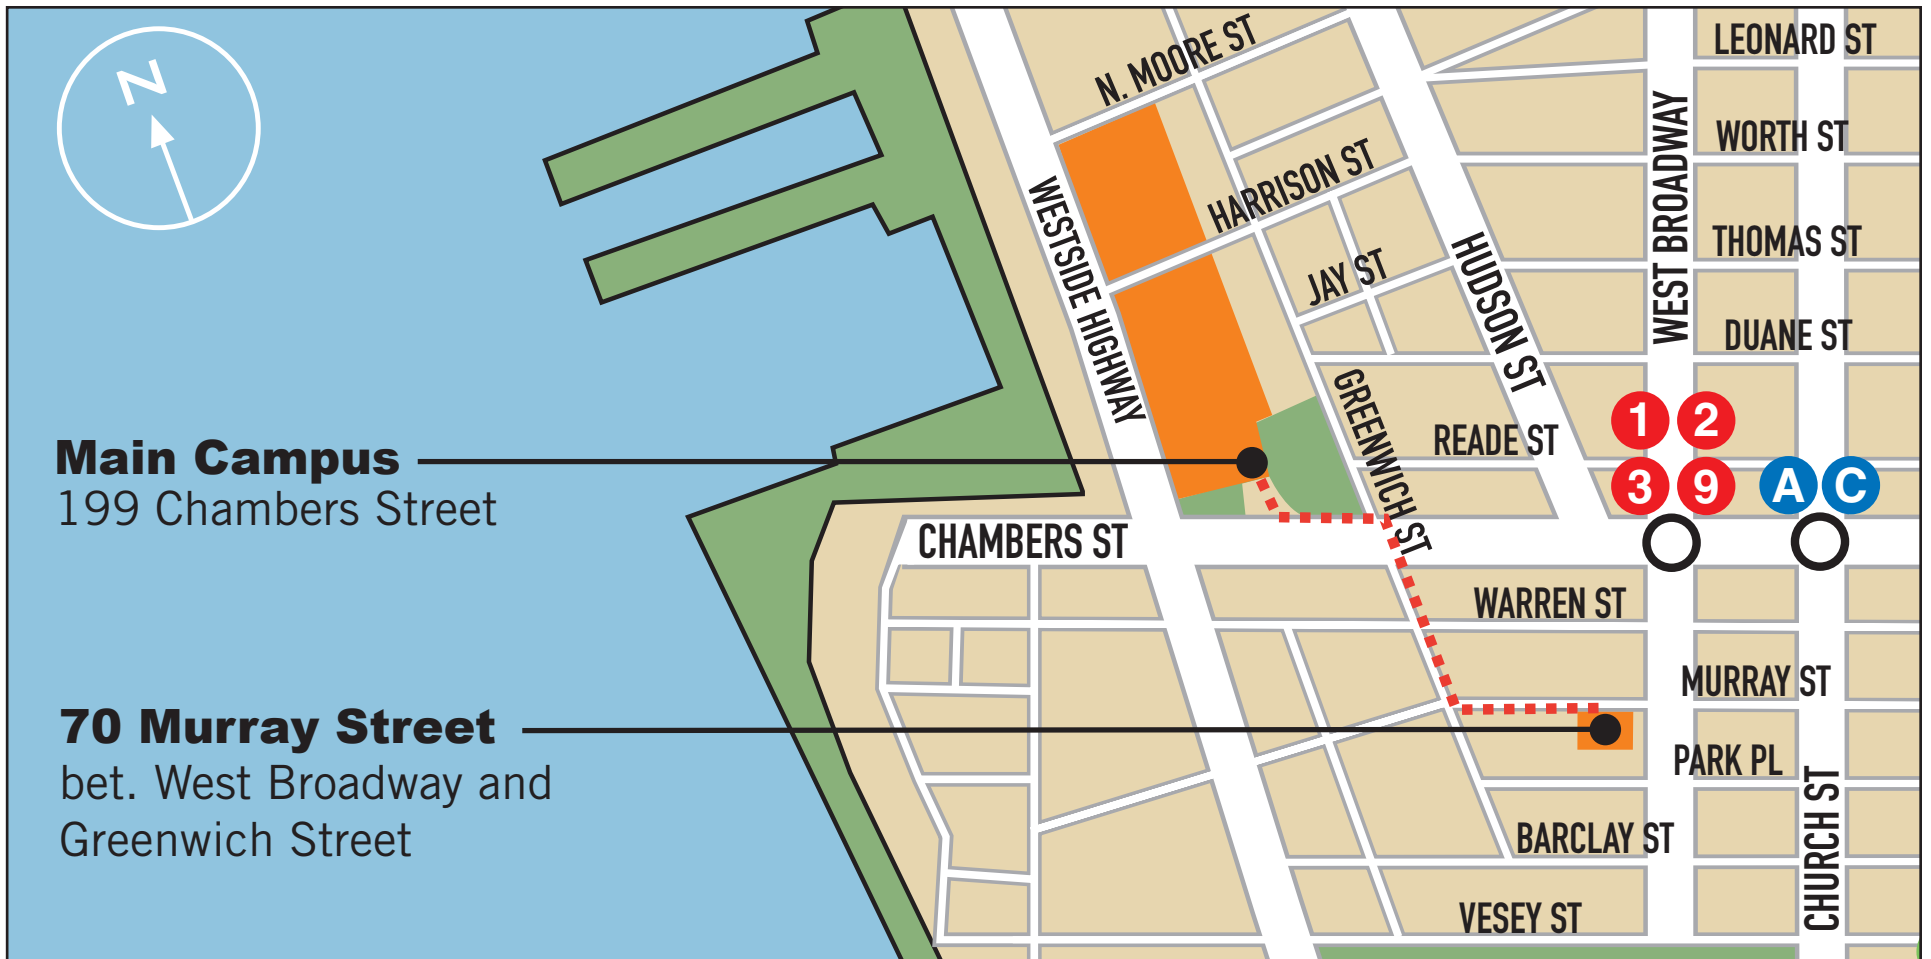 N
N. MOORE ST
LEONARD ST
WORTH ST
WEST BROADWAY
HARRISON ST
WESTSIDE HIGHWAY
THOMAS ST
JAY ST
HUDSON ST
DUANE ST
GREENWICH ST
READE ST
1 2
3 9
A C
Main Campus
199 Chambers Street
CHAMBERS ST
WARREN ST
MURRAY ST
70 Murray Street
bet. West Broadway and
Greenwich Street
PARK PL
BARCLAY ST
CHURCH ST
VESEY ST